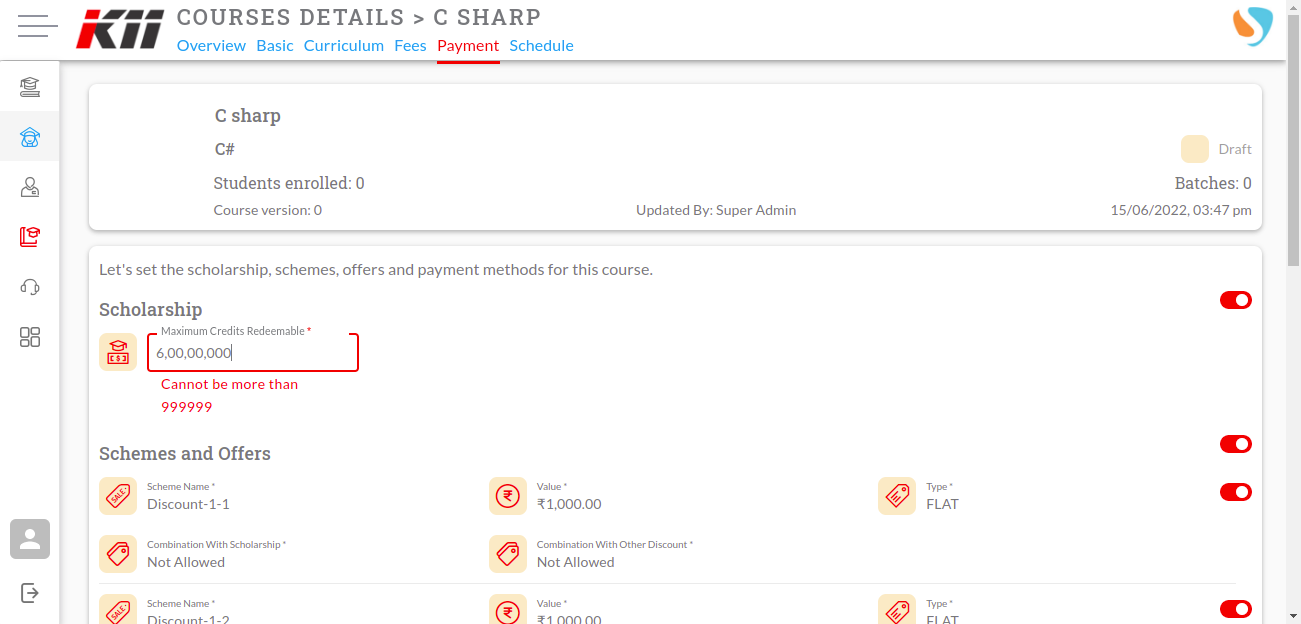 KII
COURSES DETAILS > C SHARP
Overview Basic Curriculum Fees Payment Schedule
C sharp
C#
Draft
Students enrolled: 0
Batches: 0
Course version: 0
Updated By: Super Admin
15/06/2022, 03:47 pm
Let's set the scholarship, schemes, offers and payment methods for this course.
Scholarship
Maximum Credits Redeemable *
6,00,00,000
Cannot be more than
999999
Schemes and Offers
Scheme Name *
Discount-1-1
Value *
₹1,000.00
Type *
FLAT
Combination With Scholarship *
Not Allowed
Combination With Other Discount *
Not Allowed
Scheme Name *
Discount-1-2
Value *
₹1,000.00
Type *
FLAT